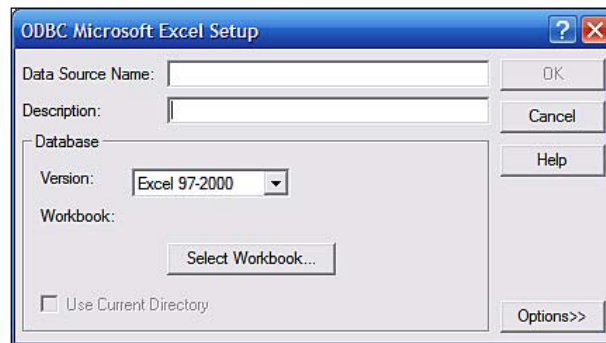 ODBC Microsoft Excel Setup
Data Source Name:
OK
Description:
Cancel
Database
Help
Version:
Excel 97-2000
Workbook:
Select Workbook...
Use Current Directory
Options>>